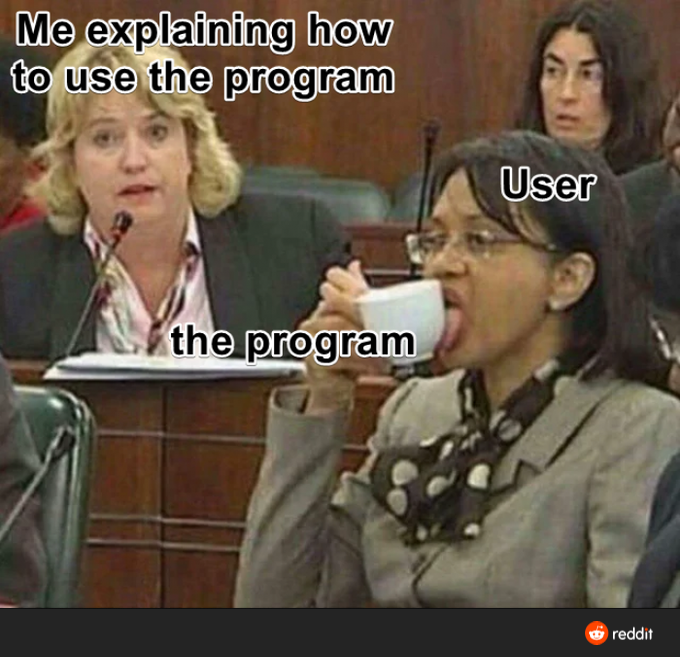 Me explaining how
to use the program
User
the program
reddit